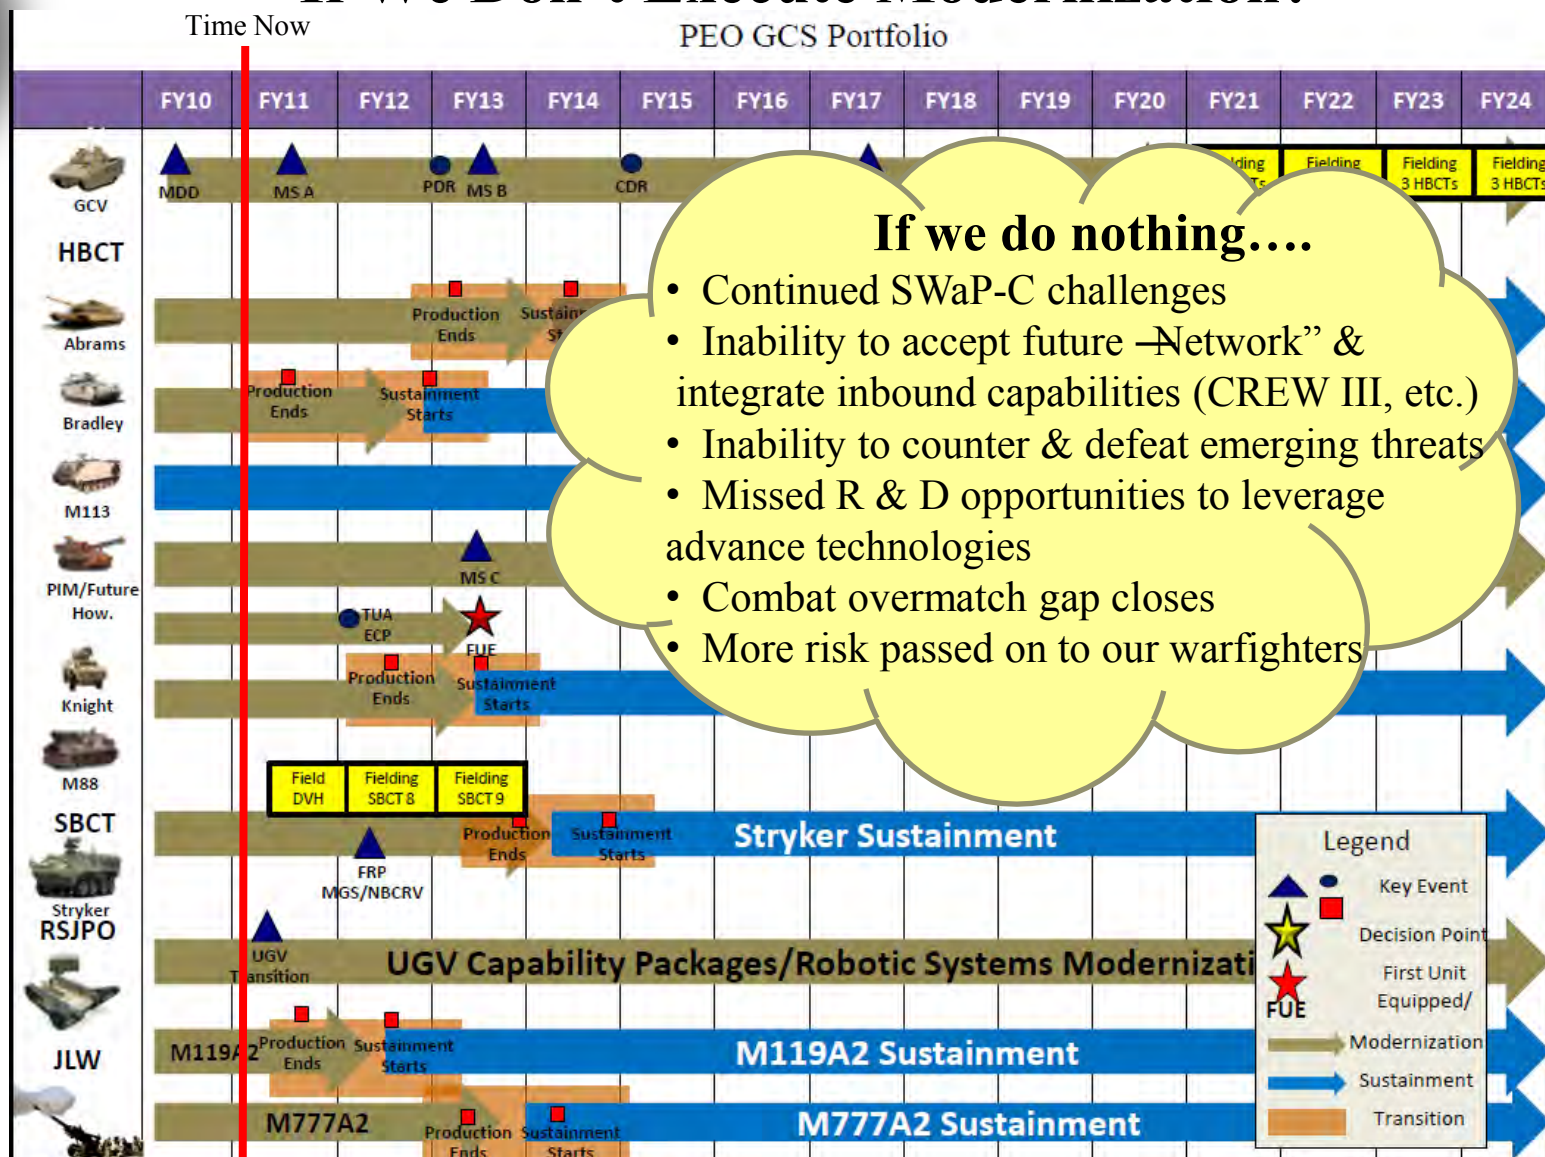 If We Don't Execute Modernization?
Time Now
PEO GCS Portfolio
FY10 FY11 FY12 FY13 FY14 FY15 FY16 FY17 FY18 FY19 FY20 FY21 FY22 FY23 FY24
GCV
MDD
MS A
PDR
MS B
CDR
Fielding
3 HBCTs
Fielding
3 HBCTs
HBCT
If we do nothing….
• Continued SWaP-C challenges
• Inability to accept future ―Network” &
integrate inbound capabilities (CREW III, etc.)
• Inability to counter & defeat emerging threats
• Missed R & D opportunities to leverage
advance technologies
• Combat overmatch gap closes
• More risk passed on to our warfighters
Abrams
Production
Ends
Bradley
Production
Ends
Sustainment
Starts
M113
PIM/Future
How.
MS C
TUA
ECP
FUE
Knight
Production
Ends
Sustainment
Starts
M88
Field
DVH
Fielding
SBCT 8
Fielding
SBCT 9
SBCT
Stryker
Production
Ends
Sustainment
Starts
Stryker Sustainment
FRP
MGS/NBCRV
RSJPO
UGV
Transition
UGV Capability Packages/Robotic Systems Modernizati
JLW
M119A2
Production
Ends
Sustainment
Starts
M119A2 Sustainment
M777A2
Production
Ends
Sustainment
Starts
M777A2 Sustainment
Legend
Key Event
Decision Point
First Unit
Equipped/
FUE
Modernization
Sustainment
Transition